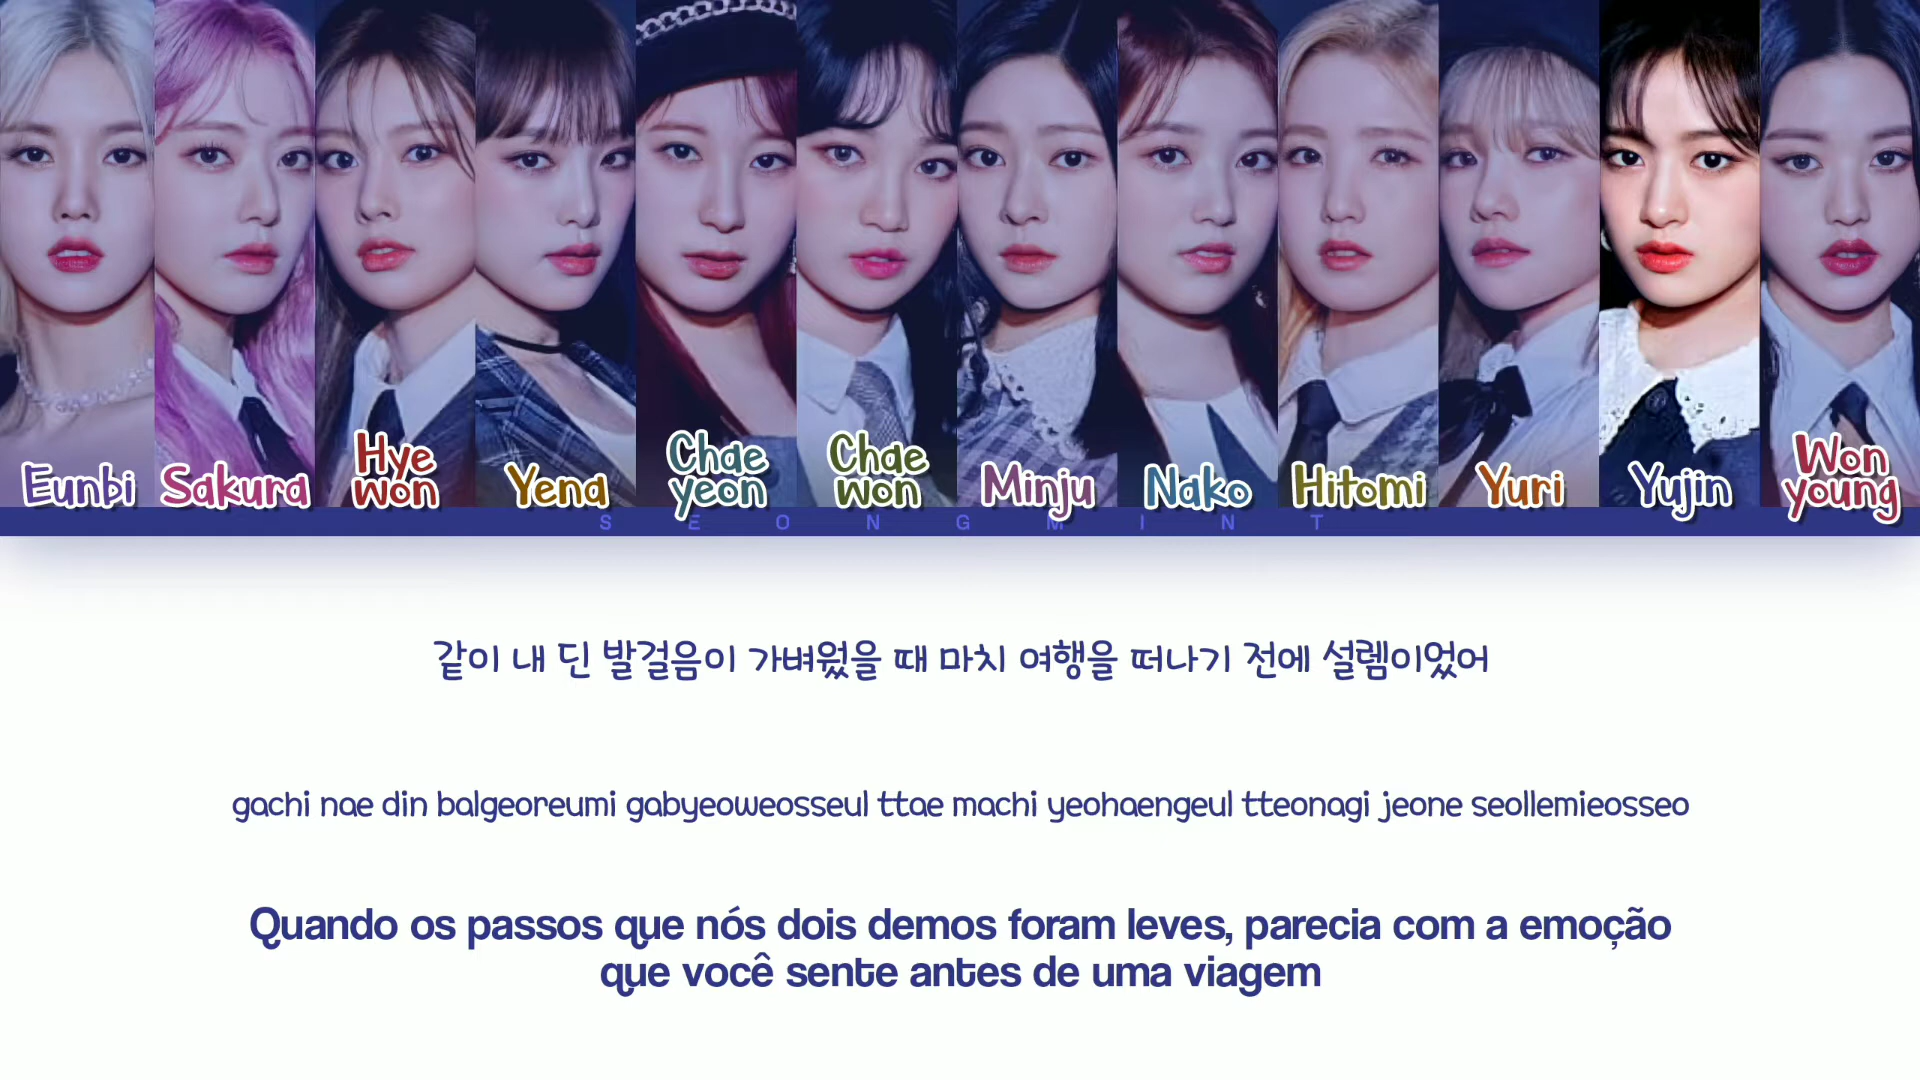 Eunbi
Sakura
Hye
won
Yena
Chae
yeon
Chae
won
Minju
Nako
Hitomi
Yuri
Yujin
Won
young
SEONGMINT
같이 내 딘 발걸음이 가벼웠을 때 마치 여행을 떠나기 전에 설렘이었어
gachi nae din balgeoreumi gabyeoweosseul ttae machi yeohaengeul tteonagi jeone seollemieosseo
Quando os passos que nós dois demos foram leves, parecia com a emoção
que você sente antes de uma viagem